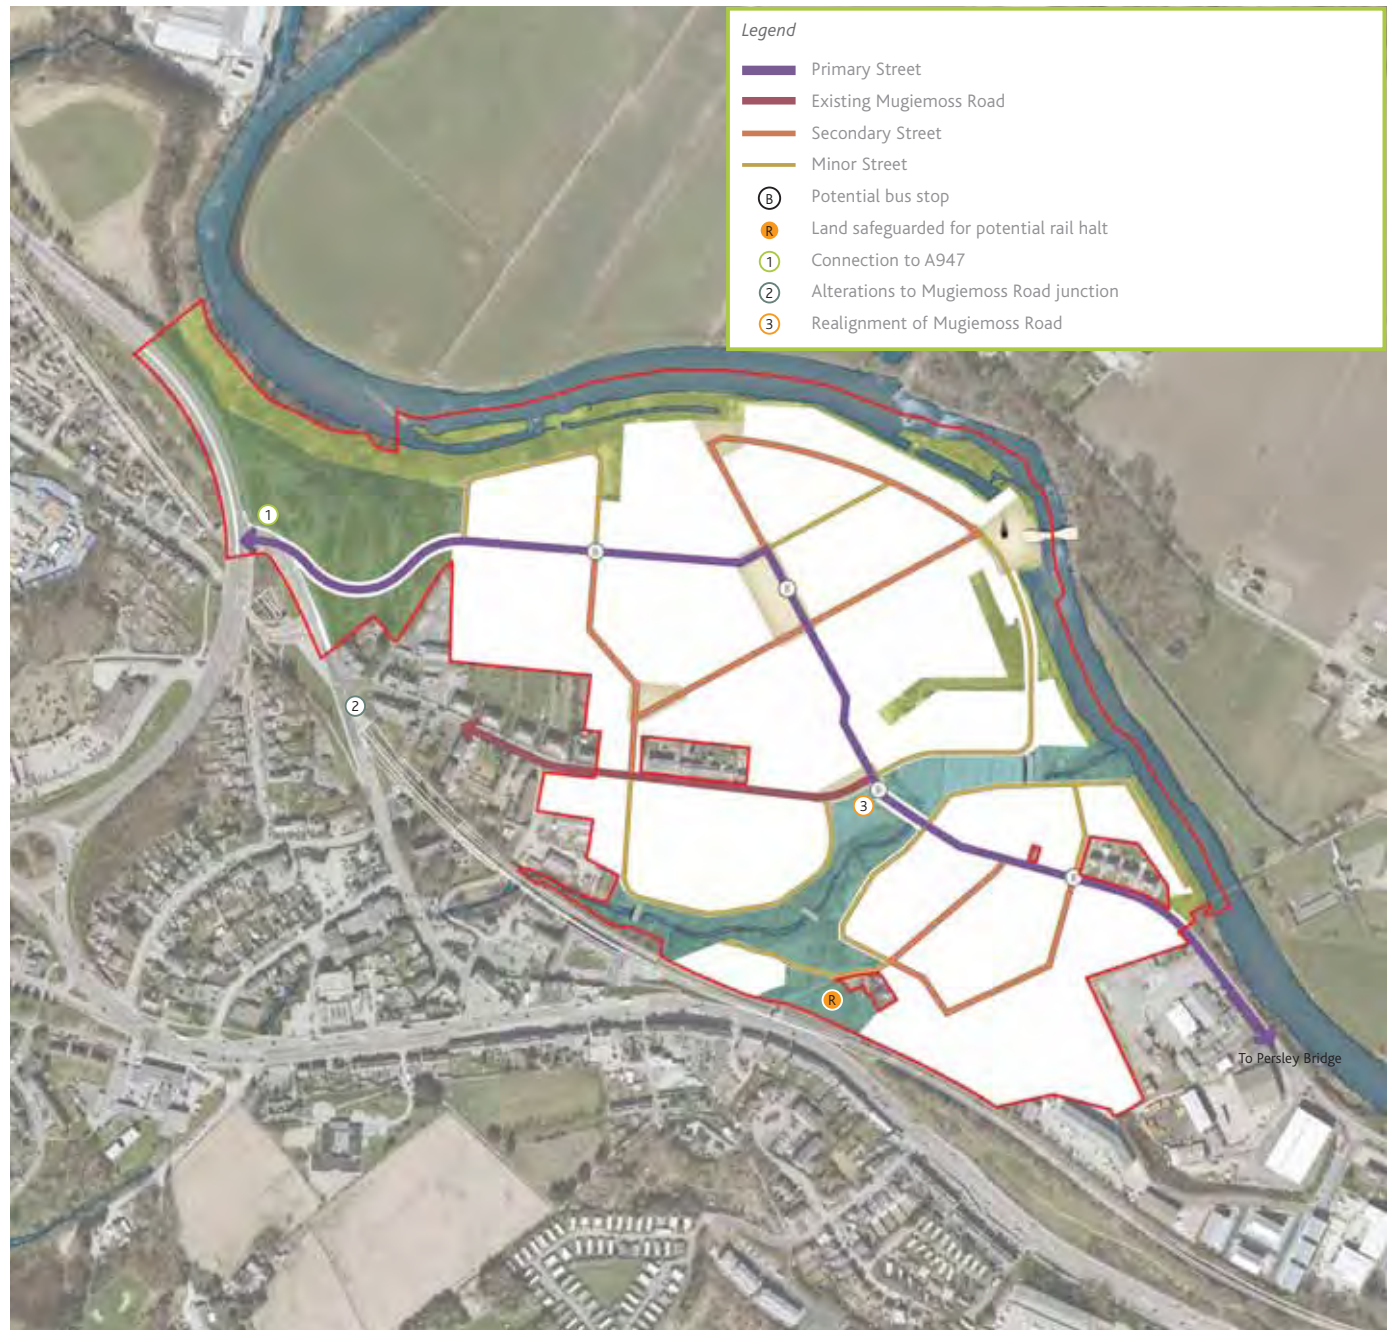 Legend
Primary Street
Existing Mugiemoss Road
Secondary Street
Minor Street
B Potential bus stop
R Land safeguarded for potential rail halt
1 Connection to A947
2 Alterations to Mugiemoss Road junction
3 Realignment of Mugiemoss Road
1
B
B
2
B
3
B
R
To Persley Bridge